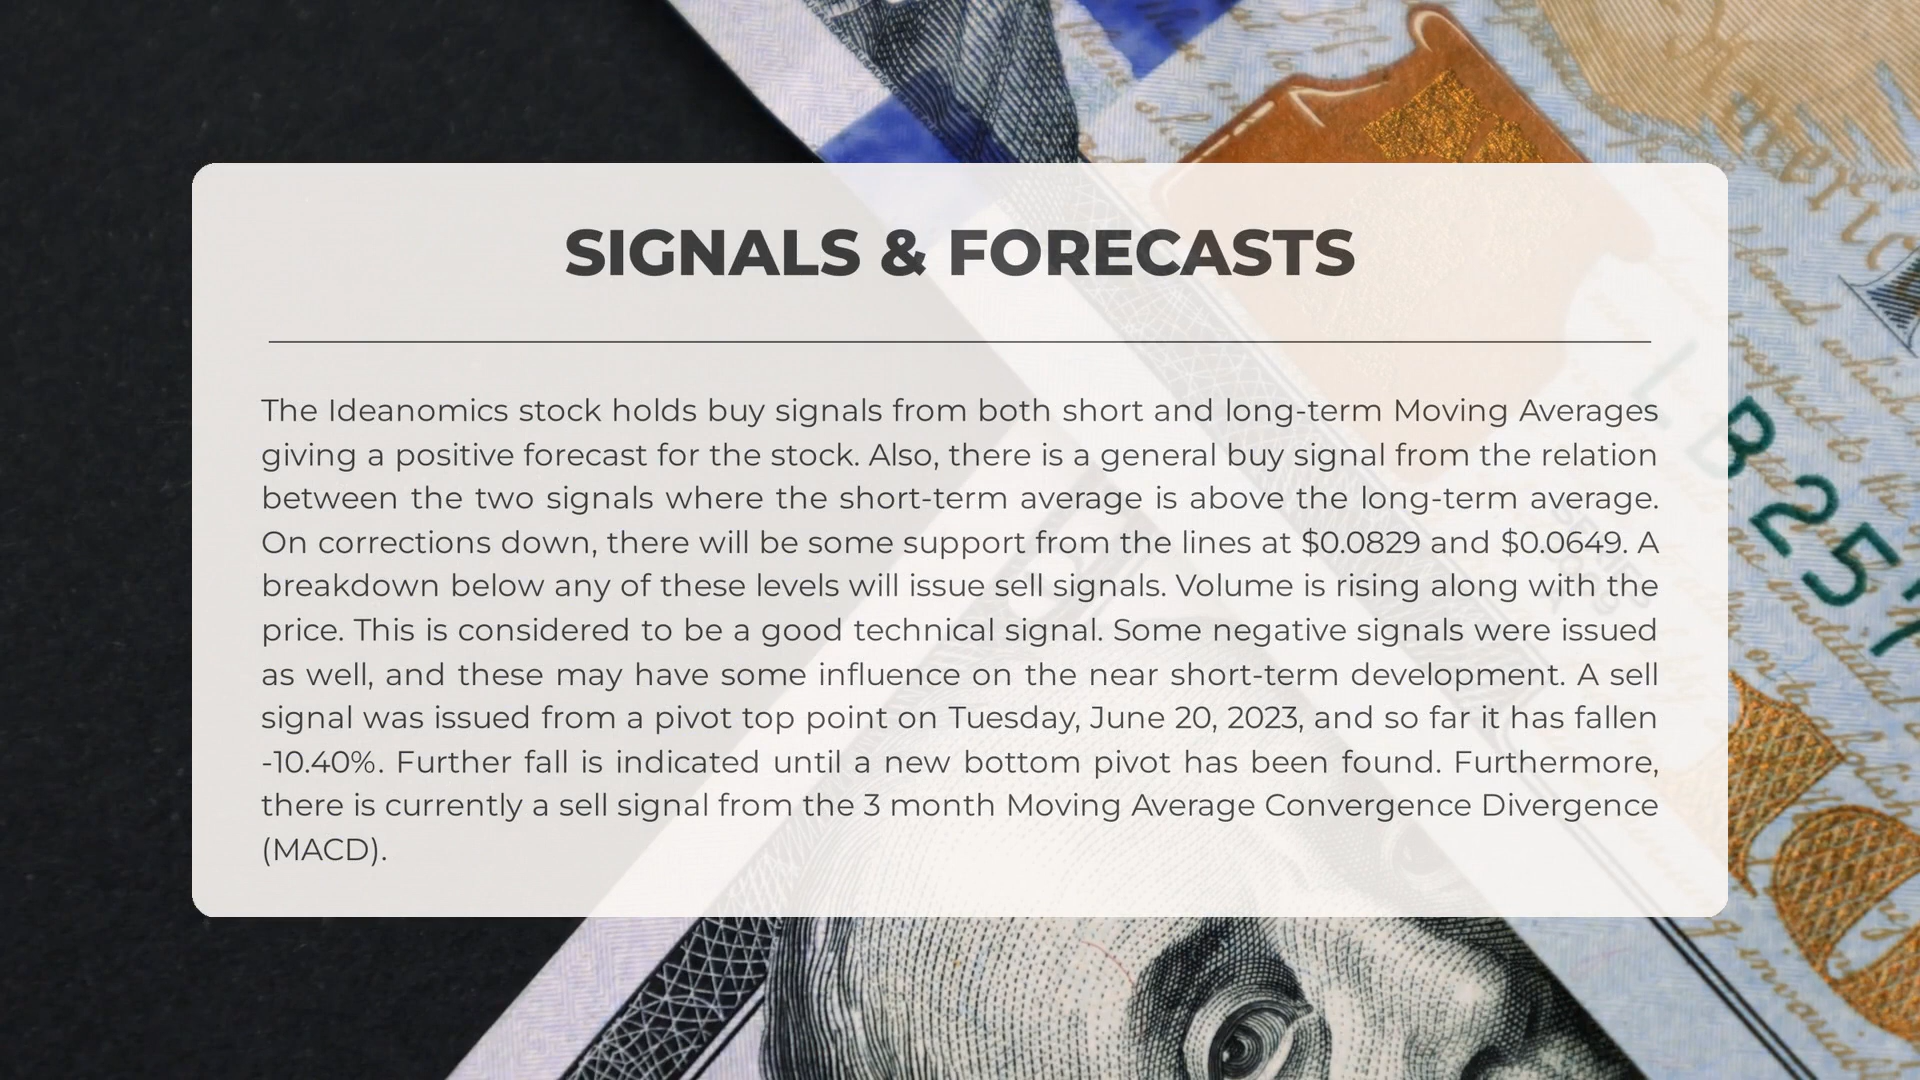 SIGNALS & FORECASTS
The Ideanomics stock holds buy signals from both short and long-term Moving Averages
giving a positive forecast for the stock. Also, there is a general buy signal from the relation
between the two signals where the short-term average is above the long-term average.
On corrections down, there will be some support from the lines at $0.0829 and $0.0649. A
breakdown below any of these levels will issue sell signals. Volume is rising along with the
price. This is considered to be a good technical signal. Some negative signals were issued
as well, and these may have some influence on the near short-term development. A sell
signal was issued from a pivot top point on Tuesday, June 20, 2023, and so far it has fallen
-10.40%. Further fall is indicated until a new bottom pivot has been found. Furthermore,
there is currently a sell signal from the 3 month Moving Average Convergence Divergence
(MACD).